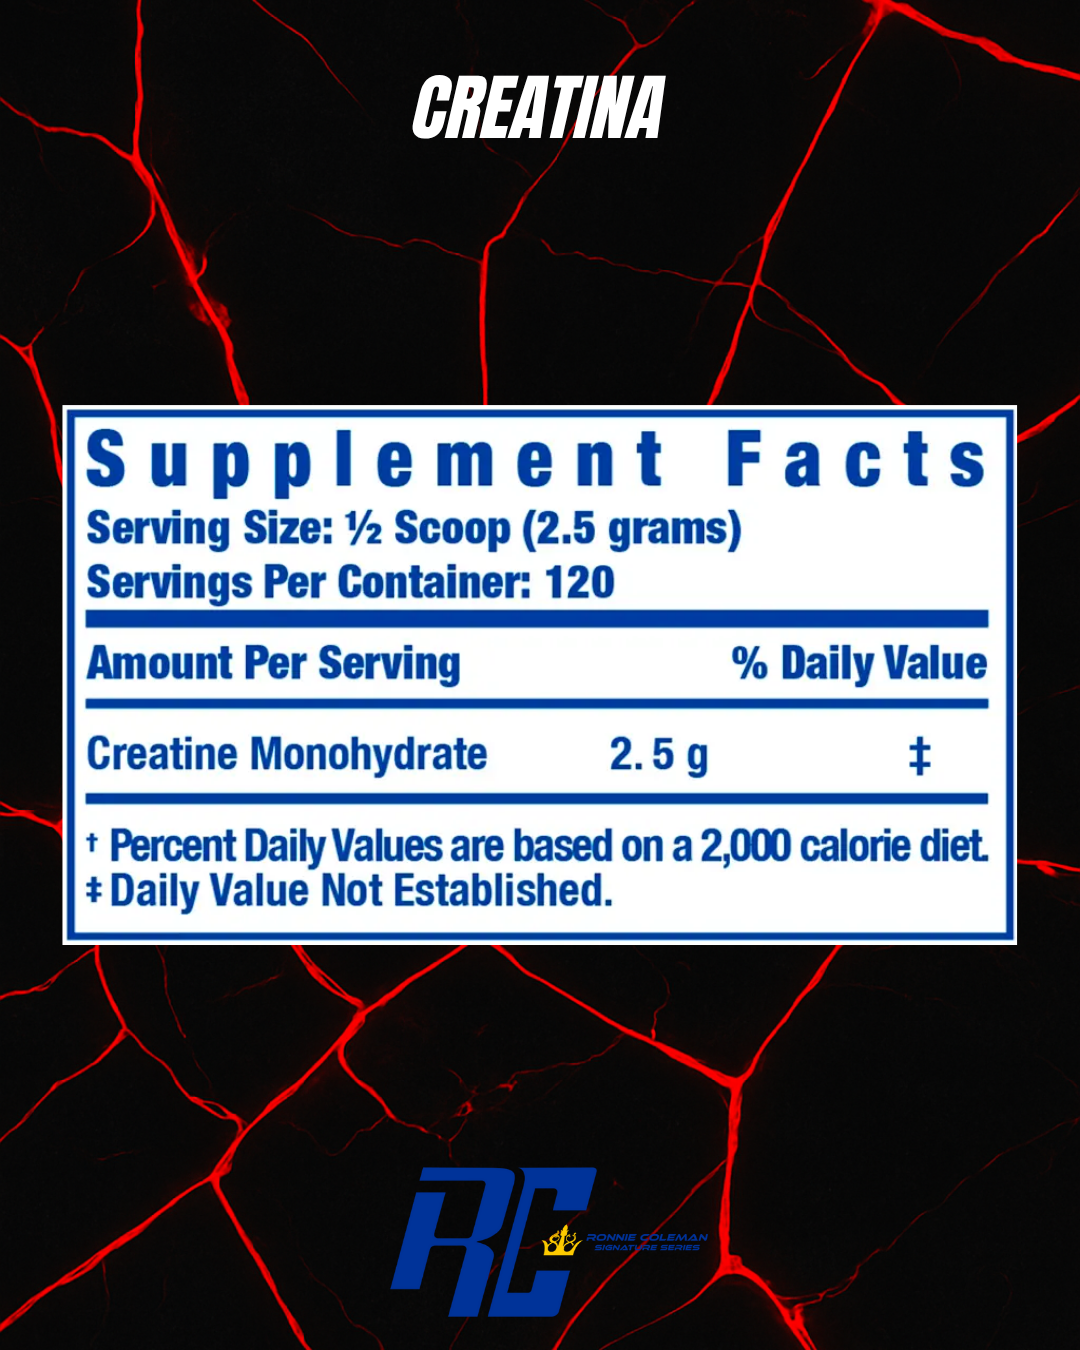 CREATINA
Supplement Facts
Serving Size: ½ Scoop (2.5 grams)
Servings Per Container: 120
Amount Per Serving % Daily Value
Creatine Monohydrate 2.5 g ‡
† Percent Daily Values are based on a 2,000 calorie diet.
‡ Daily Value Not Established.
RC
RONNIE COLEMAN
SIGNATURE SERIES